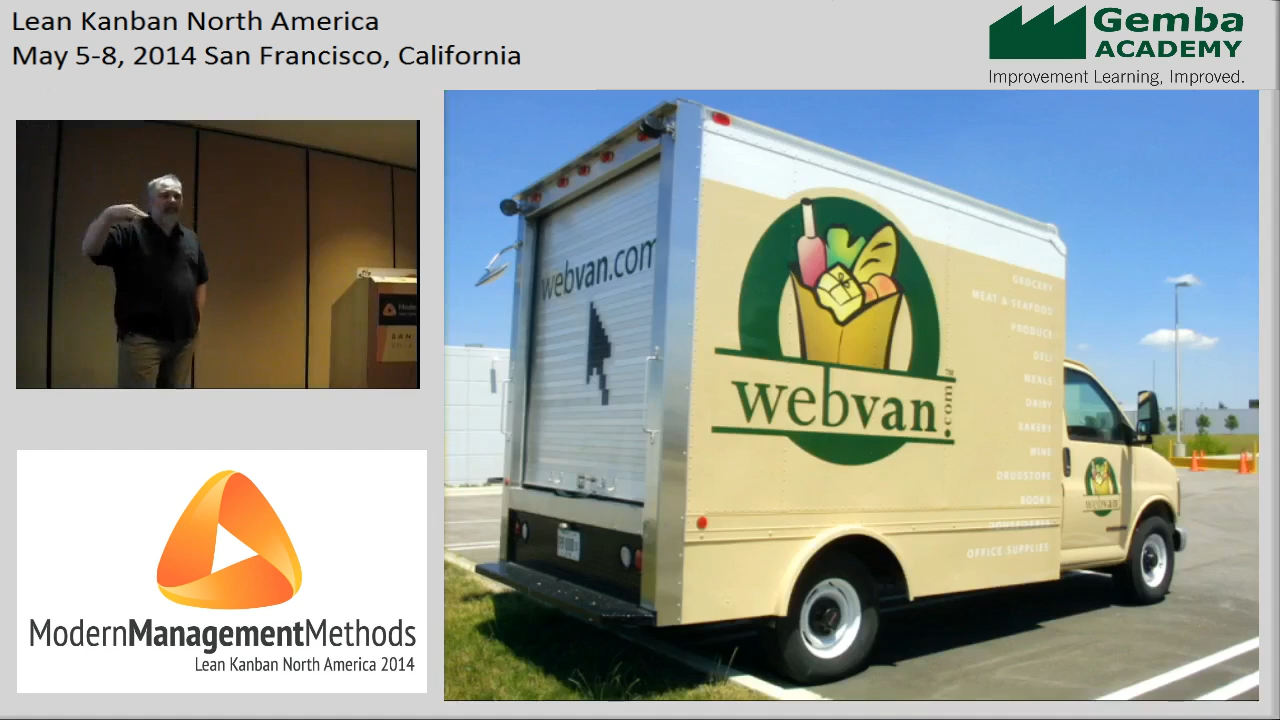 Lean Kanban North America
May 5-8, 2014 San Francisco, California
Gemba
ACADEMY
Improvement Learning, Improved.
webvan.com
webvan.com
TM
GROCERY
MEAT & SEAFOOD
PRODUCE
DELI
MEALS
DAIRY
BAKERY
WINE
DRUGSTORE
BOOKS
OFFICE SUPPLIES
webvan
ModernManagementMethods
Lean Kanban North America 2014